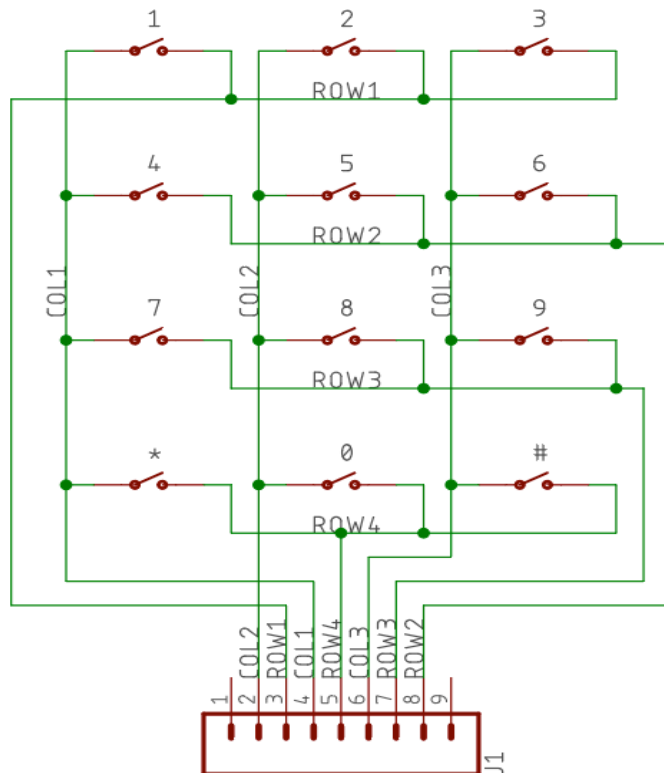 1 2 3
ROW1
4 5 6
ROW2
COL1 COL2 COL3
7 8 9
ROW3
* 0 #
ROW4
COL2 ROW1 COL1 ROW4 COL3 ROW3 ROW2
1 2 3 4 5 6 7 8 9